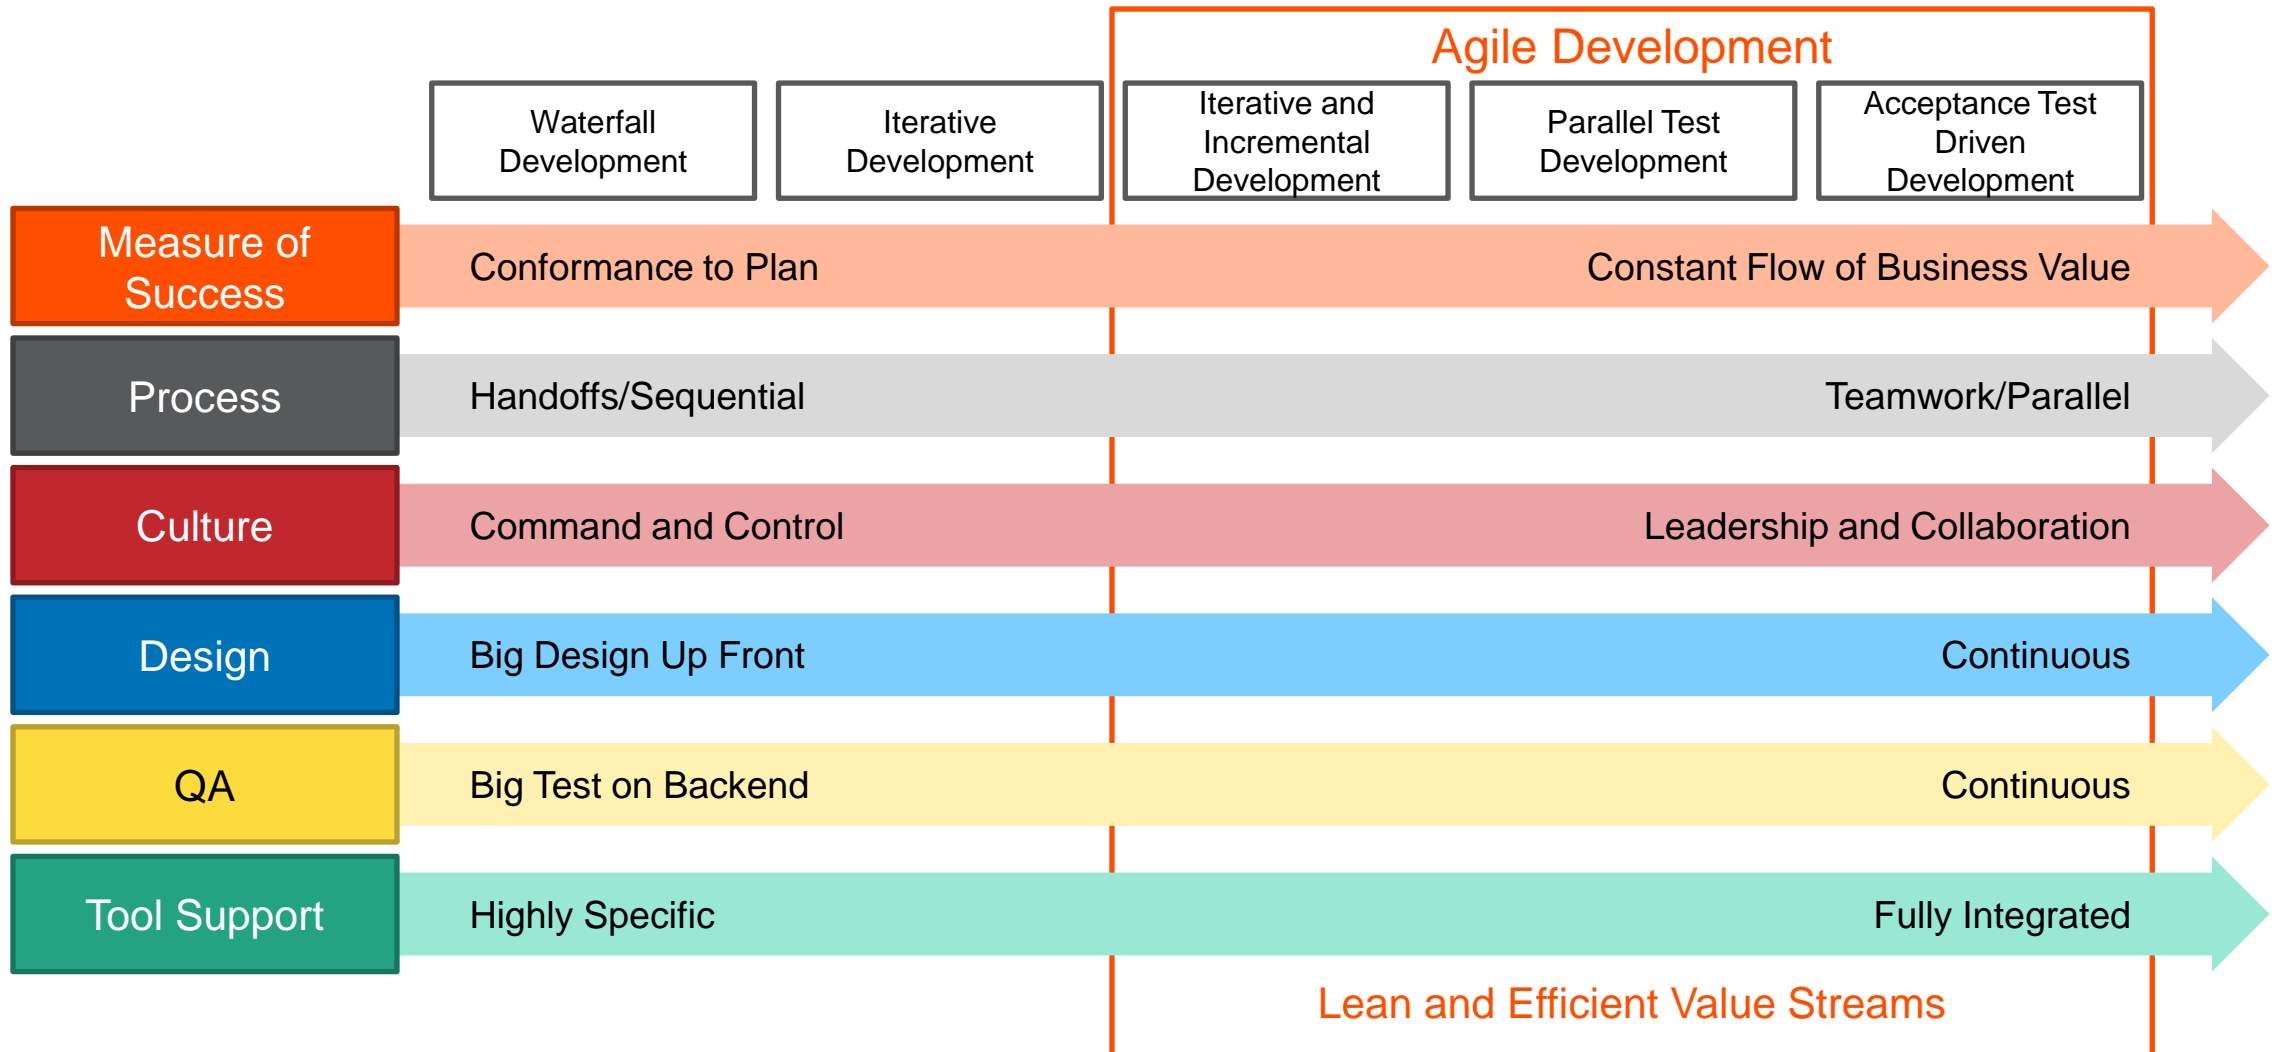 Agile Development
Waterfall
Development
Iterative
Development
Iterative and
Incremental
Development
Parallel Test
Development
Acceptance Test
Driven
Development
Measure of
Success
Conformance to Plan
Constant Flow of Business Value
Process
Handoffs/Sequential
Teamwork/Parallel
Culture
Command and Control
Leadership and Collaboration
Design
Big Design Up Front
Continuous
QA
Big Test on Backend
Continuous
Tool Support
Highly Specific
Fully Integrated
Lean and Efficient Value Streams